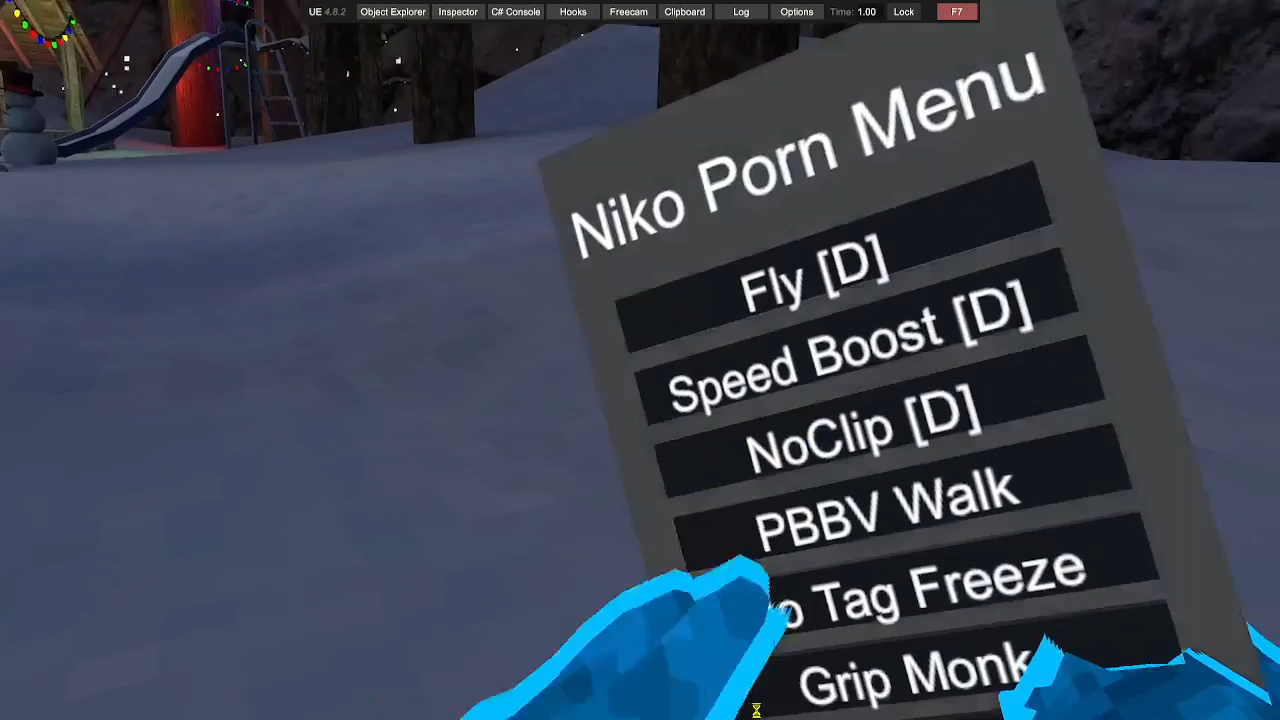 UE 4.8.2 Object Explorer Inspector C# Console Hooks Freecam Clipboard Log Options Time: 1.00 Lock F7
Niko Porn Menu
Fly [D]
Speed Boost [D]
NoClip [D]
PBBV Walk
Tag Freeze
Grip Monk